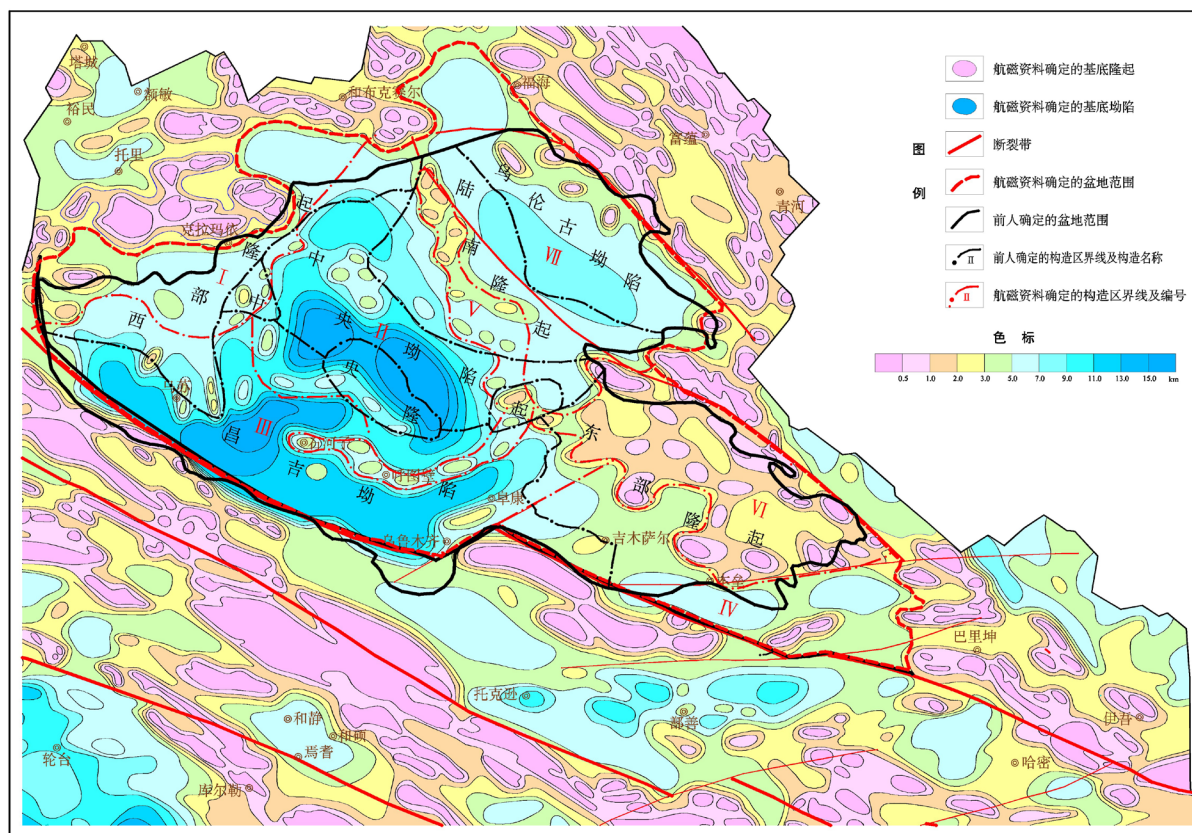 塔城
额敏
裕民
托里
和布克赛尔
福海
富蕴
青河
克拉玛依
乌伦古坳陷
陆南隆起
中央坳陷
中央隆起
西部隆起
昌吉坳陷
东部隆起
I
II
III
IV
V
VI
VII
石河子
呼图壁
阜康
乌鲁木齐
吉木萨尔
木垒
巴里坤
伊吾
哈密
托克逊
鄯善
和静
和硕
焉耆
轮台
库尔勒
图例
航磁资料确定的基底隆起
航磁资料确定的基底坳陷
断裂带
航磁资料确定的盆地范围
前人确定的盆地范围
II 前人确定的构造区界线及构造名称
II 航磁资料确定的构造区界线及编号
色 标
0.5 1.0 2.0 3.0 5.0 7.0 9.0 11.0 13.0 15.0 km